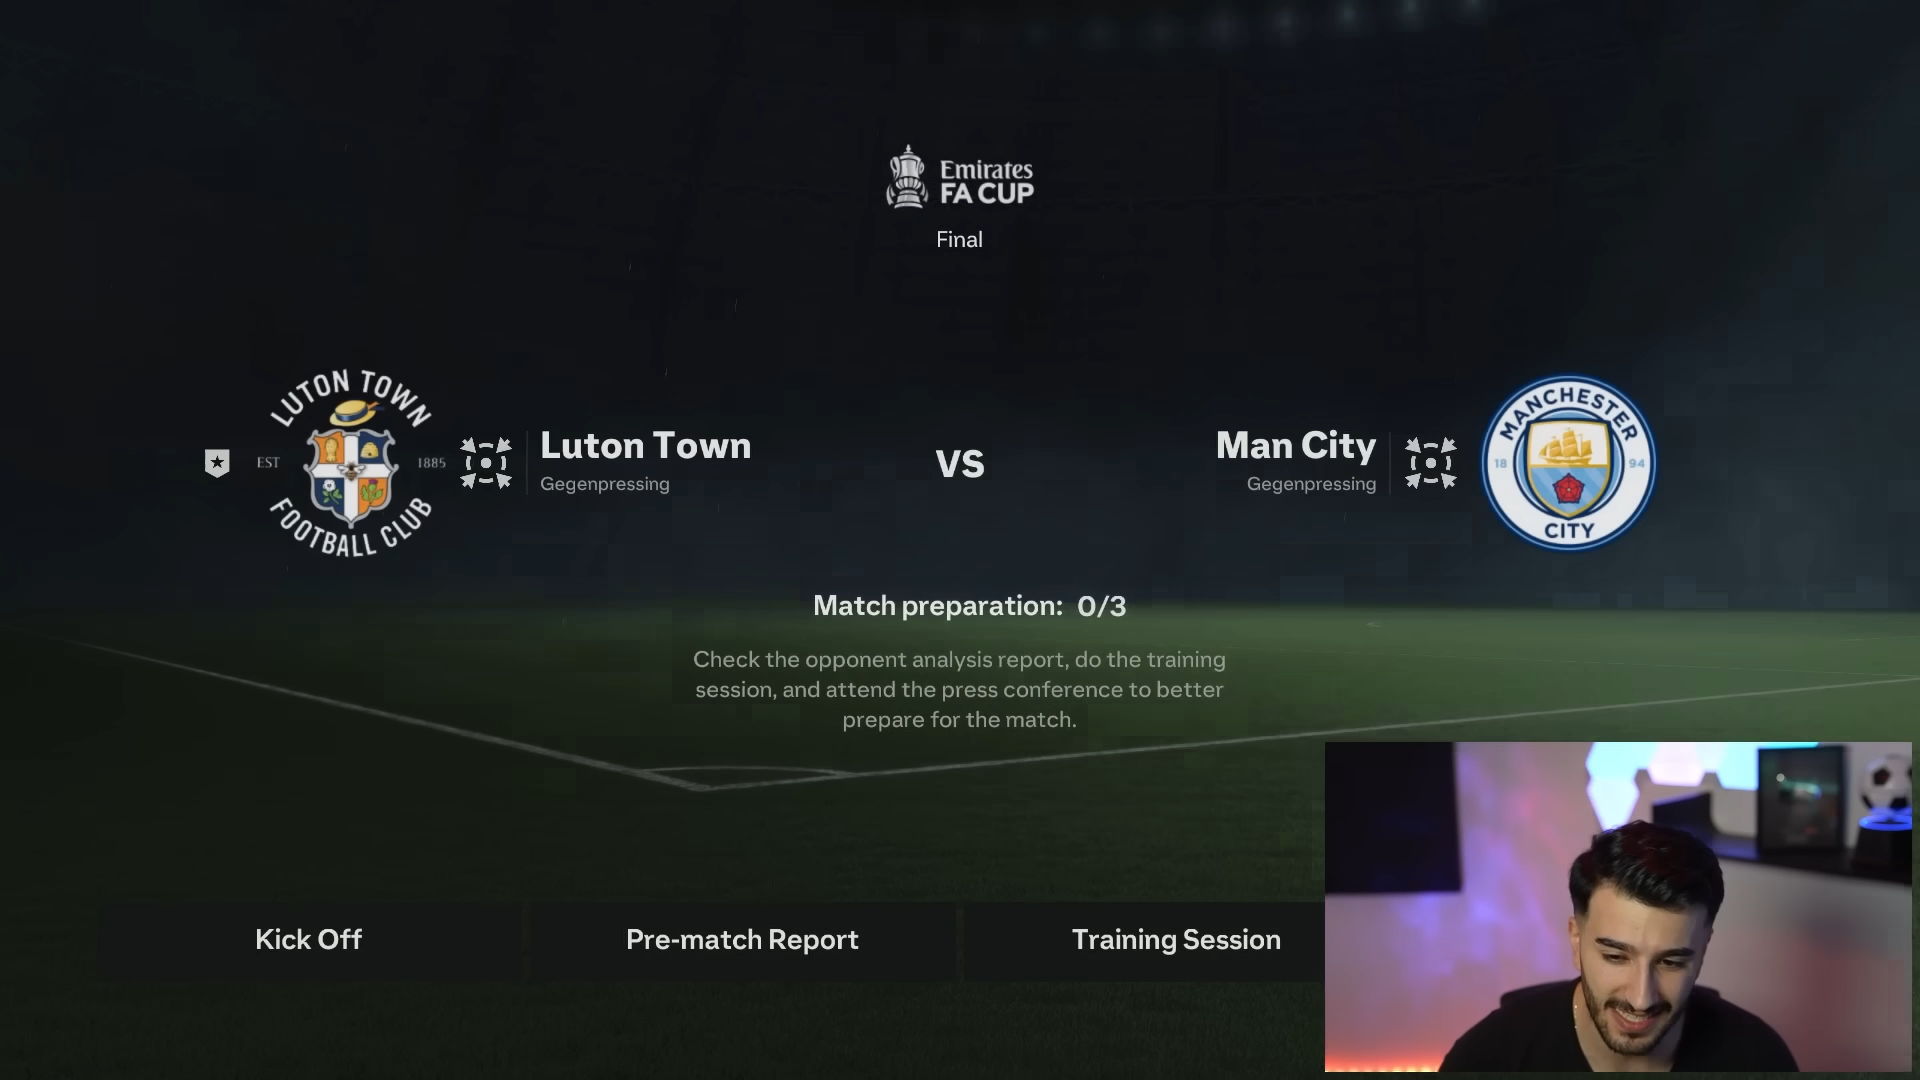 Emirates
FA CUP
Final
LUTON TOWN
EST
1885
FOOTBALL CLUB
Luton Town
Gegenpressing
VS
Man City
Gegenpressing
MANCHESTER
18
94
CITY
Match preparation: 0/3
Check the opponent analysis report, do the training
session, and attend the press conference to better
prepare for the match.
Kick Off
Pre-match Report
Training Session